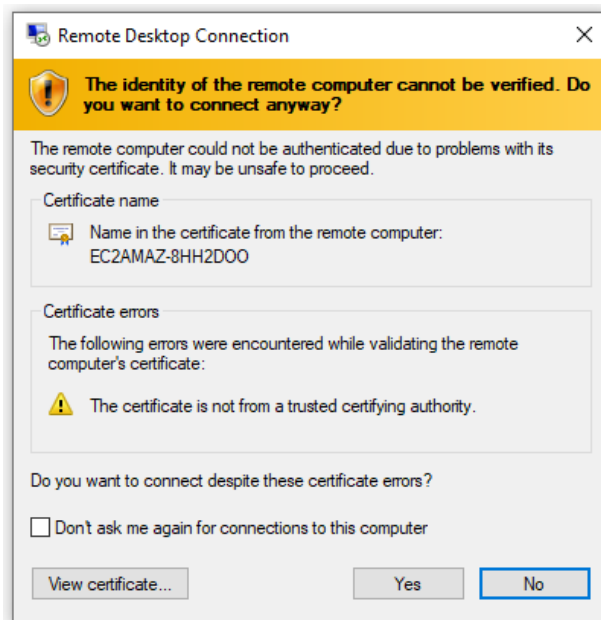 Remote Desktop Connection
The identity of the remote computer cannot be verified. Do
you want to connect anyway?
The remote computer could not be authenticated due to problems with its
security certificate. It may be unsafe to proceed.
Certificate name
Name in the certificate from the remote computer:
EC2AMAZ-8HH2DOO
Certificate errors
The following errors were encountered while validating the remote
computer's certificate:
The certificate is not from a trusted certifying authority.
Do you want to connect despite these certificate errors?
Don't ask me again for connections to this computer
View certificate...
Yes
No